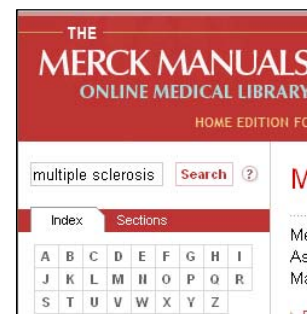 THE
MERCK MANUALS
ONLINE MEDICAL LIBRARY
HOME EDITION FO
multiple sclerosis Search ?
M
Index Sections
Me
A B C D E F G H I
As
J K L M N O P Q R
Ma
S T U V W X Y Z